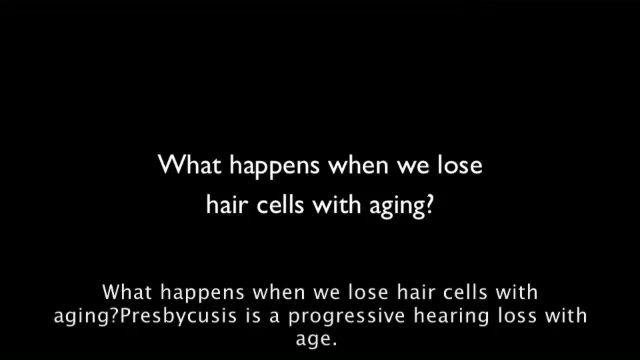 What happens when we lose
hair cells with aging?
What happens when we lose hair cells with
aging?Presbycusis is a progressive hearing loss with
age.